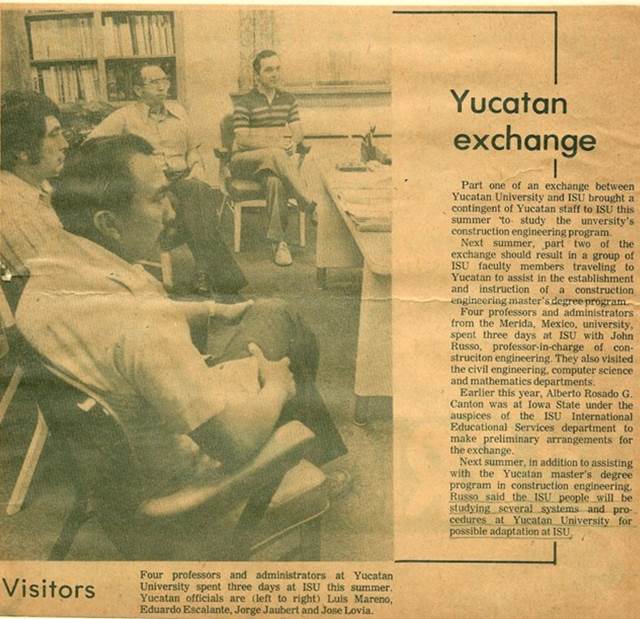 Yucatan
exchange
Part one of an exchange between
Yucatan University and ISU brought a
contingent of Yucatan staff to ISU this
summer to study the unversity's
construction engineering program.
Next summer, part two of the
exchange should result in a group of
ISU faculty members traveling to
Yucatan to assist in the establishment
and instruction of a construction
engineering master's degree program.
Four professors and administrators
from the Merida, Mexico, university,
spent three days at ISU with John
Russo, professor-in-charge of con-
struciton engineering. They also visited
the civil engineering, computer science
and mathematics departments.
Earlier this year, Alberto Rosado G.
Canton was at Iowa State under the
auspices of the ISU International
Educational Services department to
make preliminary arrangements for
the exchange.
Next summer, in addition to assisting
with the Yucatan master's degree
program in construction engineering,
Russo said the ISU people will be
studying several systems and pro-
cedures at Yucatan University for
possible adaptation at ISU.
Visitors
Four professors and administrators at Yucatan
University spent three days at ISU this summer.
Yucatan officials are (left to right) Luis Mareno,
Eduardo Escalante, Jorge Jaubert and Jose Lovia.